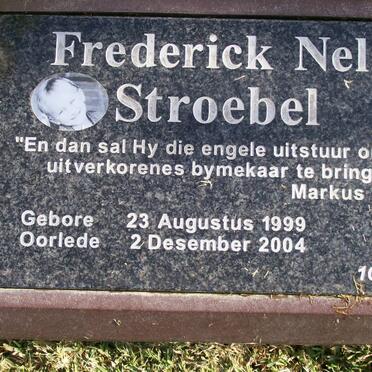 Frederick Nel
Stroebel
"En dan sal Hy die engele uitstuur o
uitverkorenes bymekaar te bring
Markus
Gebore 23 Augustus 1999
Oorlede 2 Desember 2004